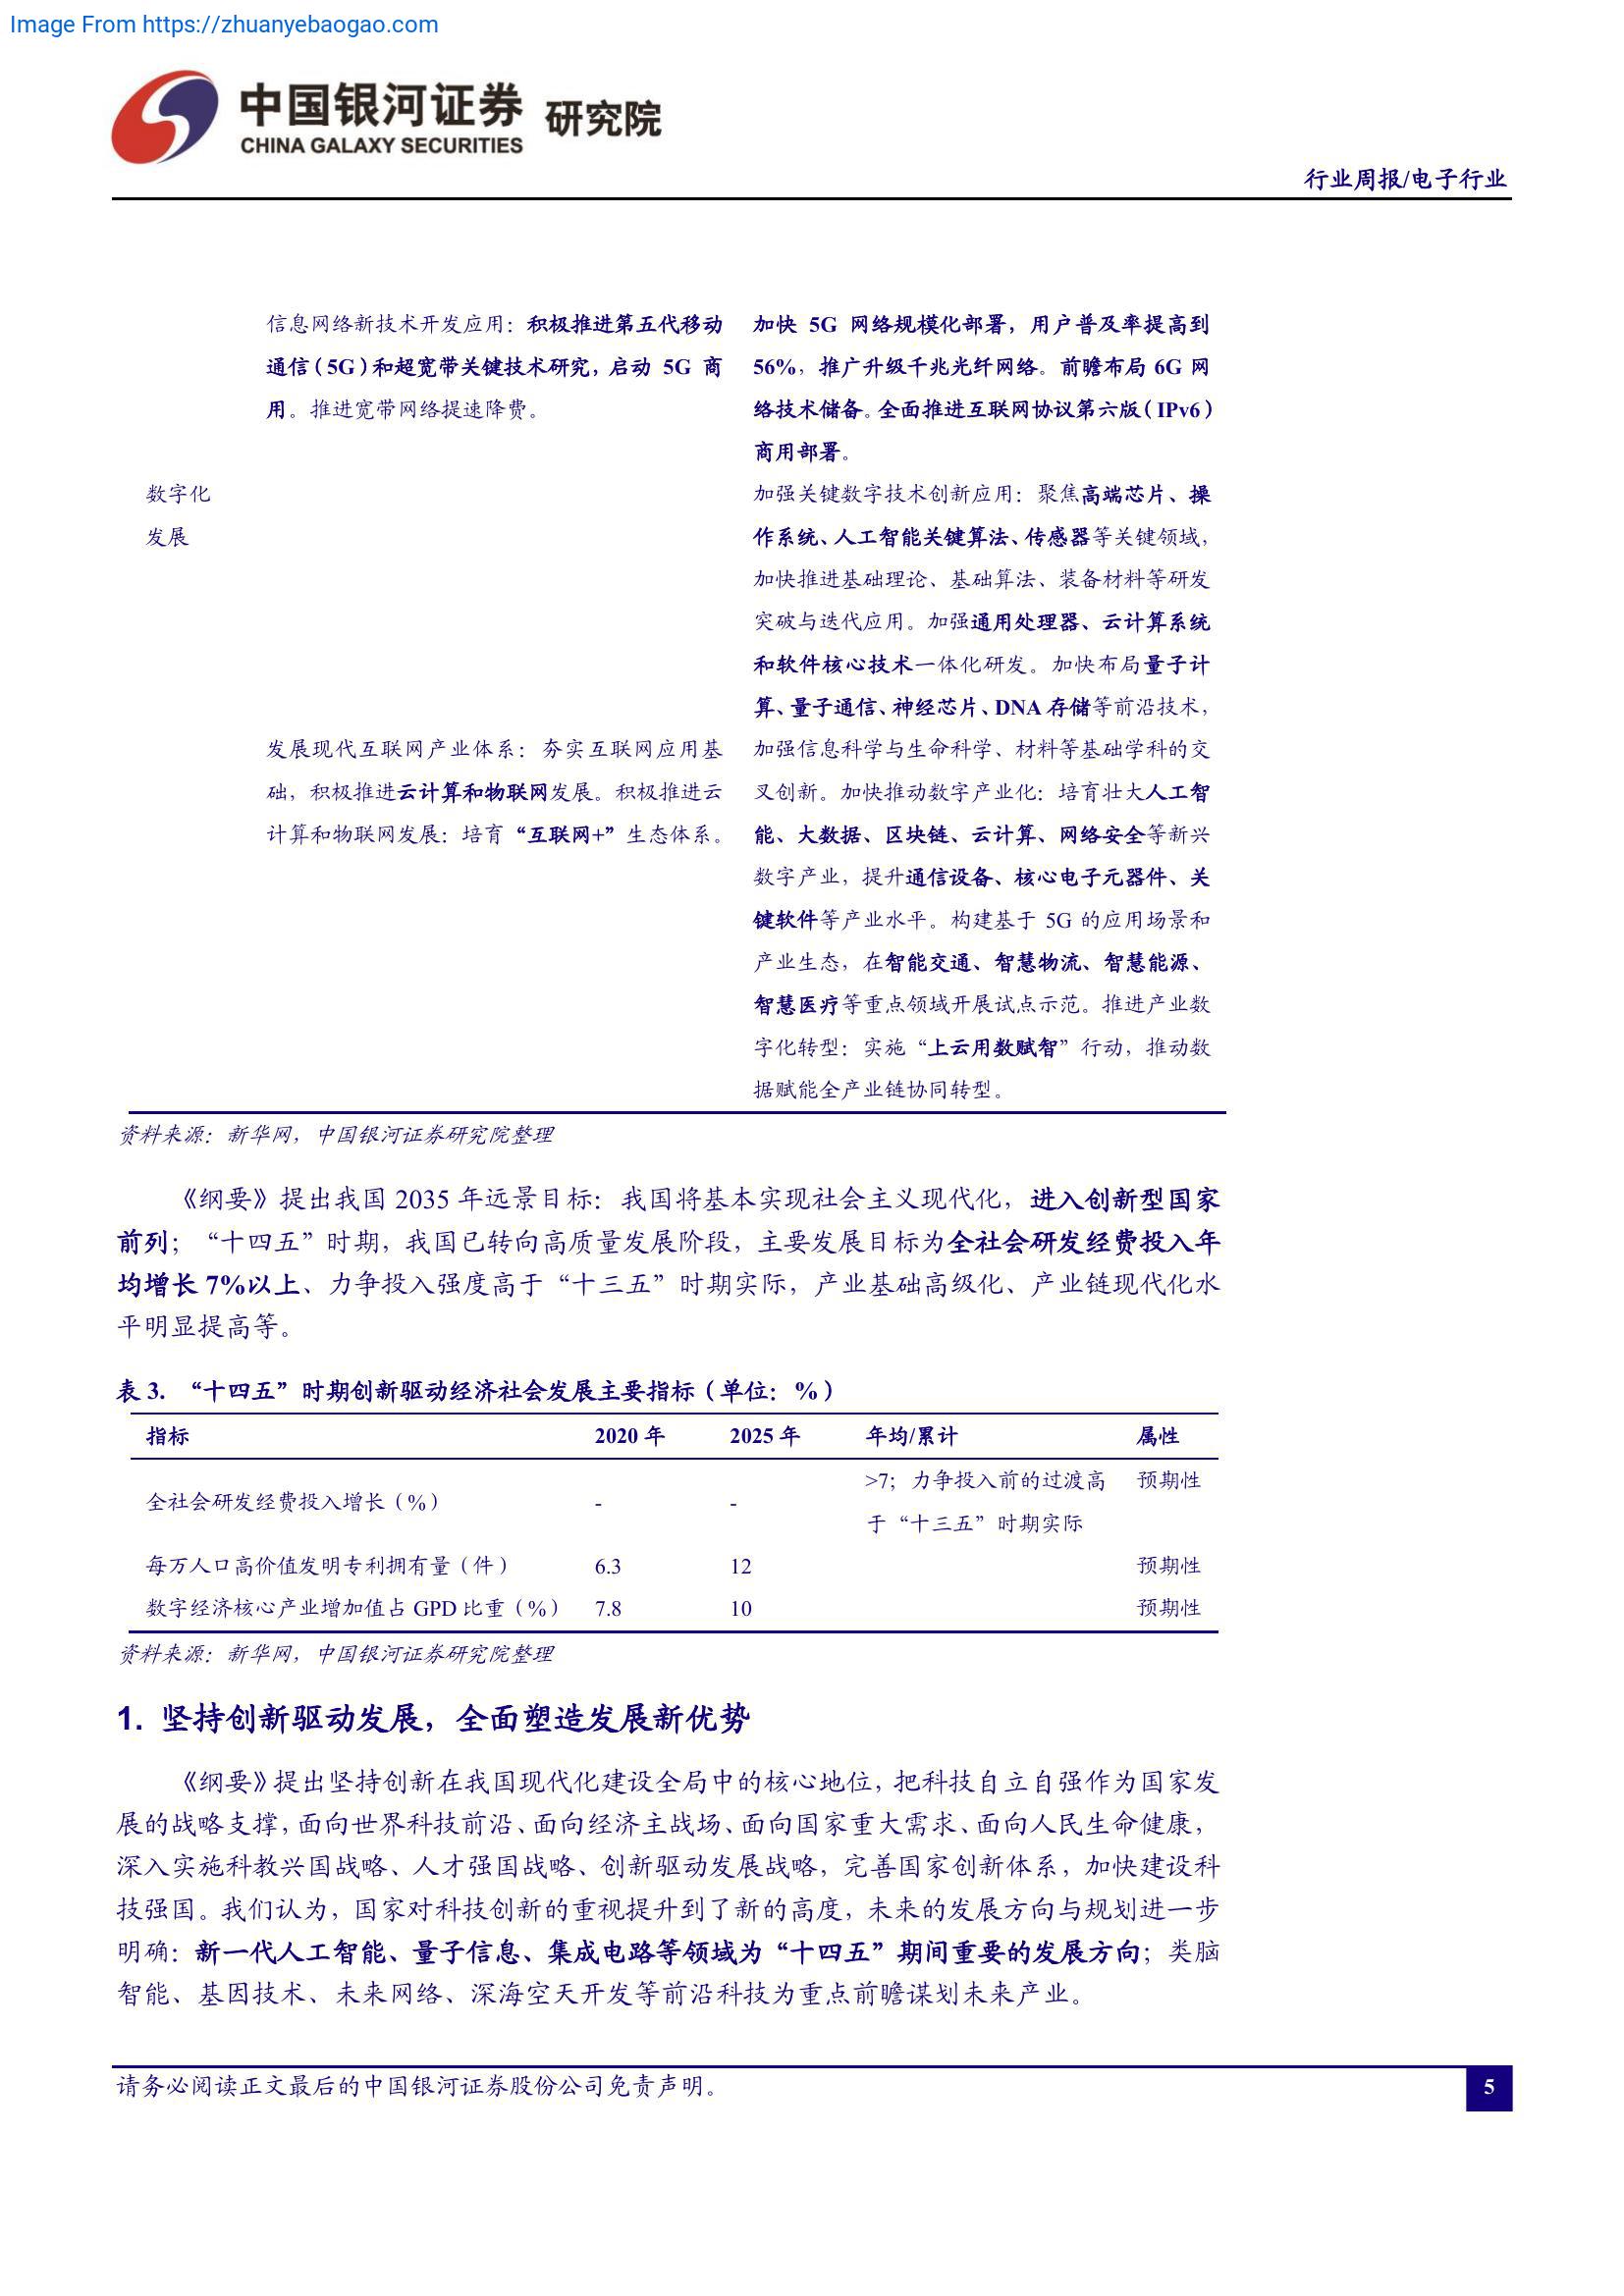 Image From https://zhuanyebaogao.com
中国银河证券 研究院
CHINA GALAXY SECURITIES
行业周报/电子行业
数字化
发展
信息网络新技术开发应用：积极推进第五代移动
通信（5G）和超宽带关键技术研究，启动 5G 商
用。推进宽带网络提速降费。
发展现代互联网产业体系：夯实互联网应用基
础，积极推进云计算和物联网发展。积极推进云
计算和物联网发展：培育“互联网+”生态体系。
加快 5G 网络规模化部署，用户普及率提高到
56%，推广升级千兆光纤网络。前瞻布局 6G 网
络技术储备。全面推进互联网协议第六版（IPv6）
商用部署。
加强关键数字技术创新应用：聚焦高端芯片、操
作系统、人工智能关键算法、传感器等关键领域，
加快推进基础理论、基础算法、装备材料等研发
突破与迭代应用。加强通用处理器、云计算系统
和软件核心技术一体化研发。加快布局量子计
算、量子通信、神经芯片、DNA 存储等前沿技术，
加强信息科学与生命科学、材料等基础学科的交
叉创新。加快推动数字产业化：培育壮大人工智
能、大数据、区块链、云计算、网络安全等新兴
数字产业，提升通信设备、核心电子元器件、关
键软件等产业水平。构建基于 5G 的应用场景和
产业生态，在智能交通、智慧物流、智慧能源、
智慧医疗等重点领域开展试点示范。推进产业数
字化转型：实施“上云用数赋智”行动，推动数
据赋能全产业链协同转型。
资料来源：新华网，中国银河证券研究院整理
《纲要》提出我国 2035 年远景目标：我国将基本实现社会主义现代化，进入创新型国家
前列；“十四五”时期，我国已转向高质量发展阶段，主要发展目标为全社会研发经费投入年
均增长 7%以上、力争投入强度高于“十三五”时期实际，产业基础高级化、产业链现代化水
平明显提高等。
表 3. “十四五”时期创新驱动经济社会发展主要指标（单位：%）
指标 2020 年 2025 年 年均/累计 属性
全社会研发经费投入增长（%） - - >7；力争投入前的过渡高 预期性
于“十三五”时期实际
每万人口高价值发明专利拥有量（件） 6.3 12 预期性
数字经济核心产业增加值占 GPD 比重（%） 7.8 10 预期性
资料来源：新华网，中国银河证券研究院整理
1. 坚持创新驱动发展，全面塑造发展新优势
《纲要》提出坚持创新在我国现代化建设全局中的核心地位，把科技自立自强作为国家发
展的战略支撑，面向世界科技前沿、面向经济主战场、面向国家重大需求、面向人民生命健康，
深入实施科教兴国战略、人才强国战略、创新驱动发展战略，完善国家创新体系，加快建设科
技强国。我们认为，国家对科技创新的重视提升到了新的高度，未来的发展方向与规划进一步
明确：新一代人工智能、量子信息、集成电路等领域为“十四五”期间重要的发展方向；类脑
智能、基因技术、未来网络、深海空天开发等前沿科技为重点前瞻谋划未来产业。
请务必阅读正文最后的中国银河证券股份公司免责声明。
5